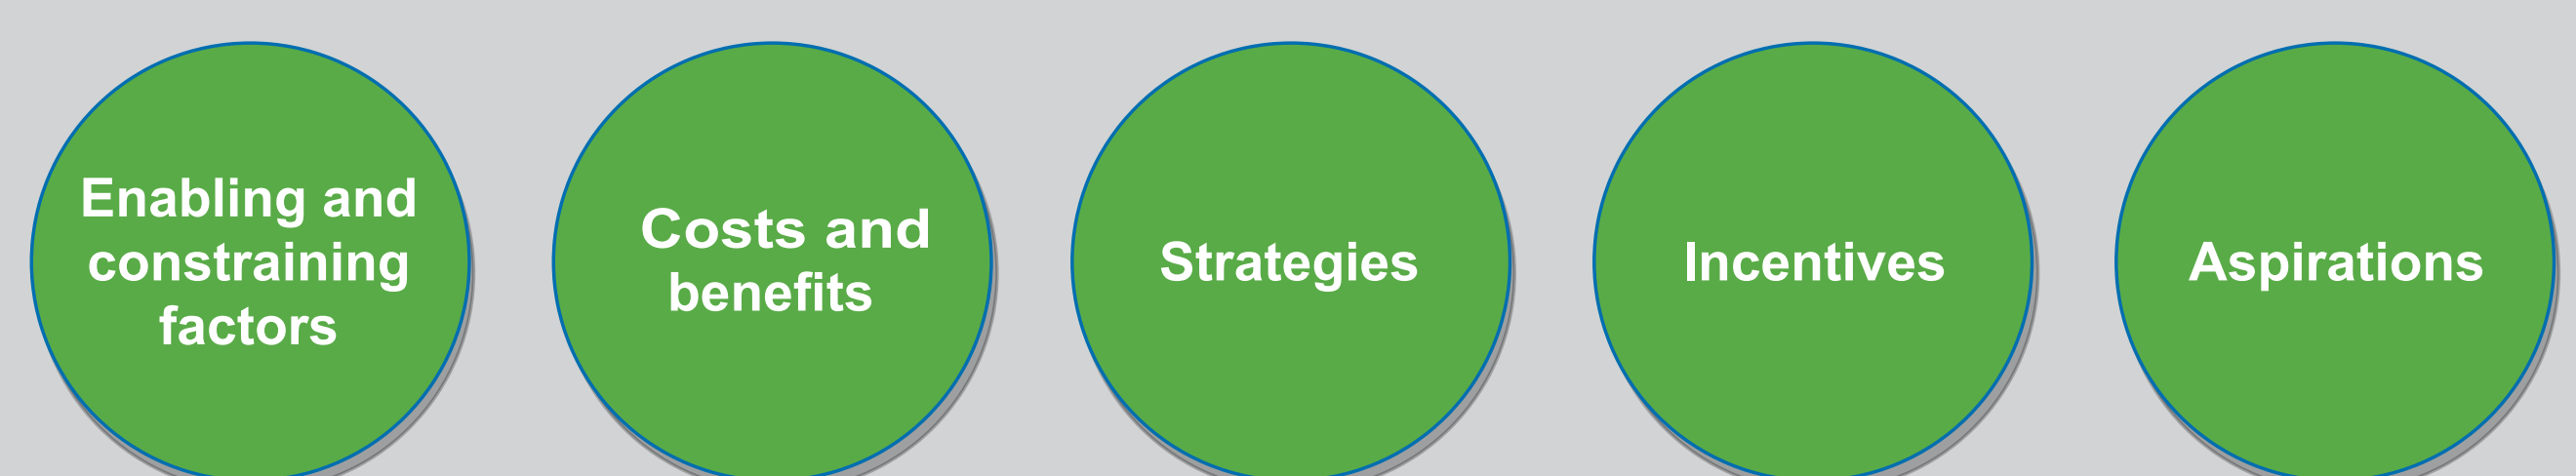 Enabling and
constraining
factors
Costs and
benefits
Strategies
Incentives
Aspirations